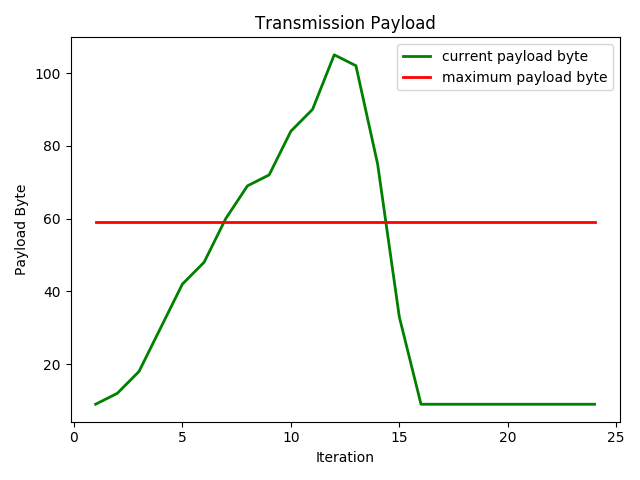 Transmission Payload
current payload byte
maximum payload byte
100
80
60
40
20
Payload Byte
0
5
10
15
20
25
Iteration